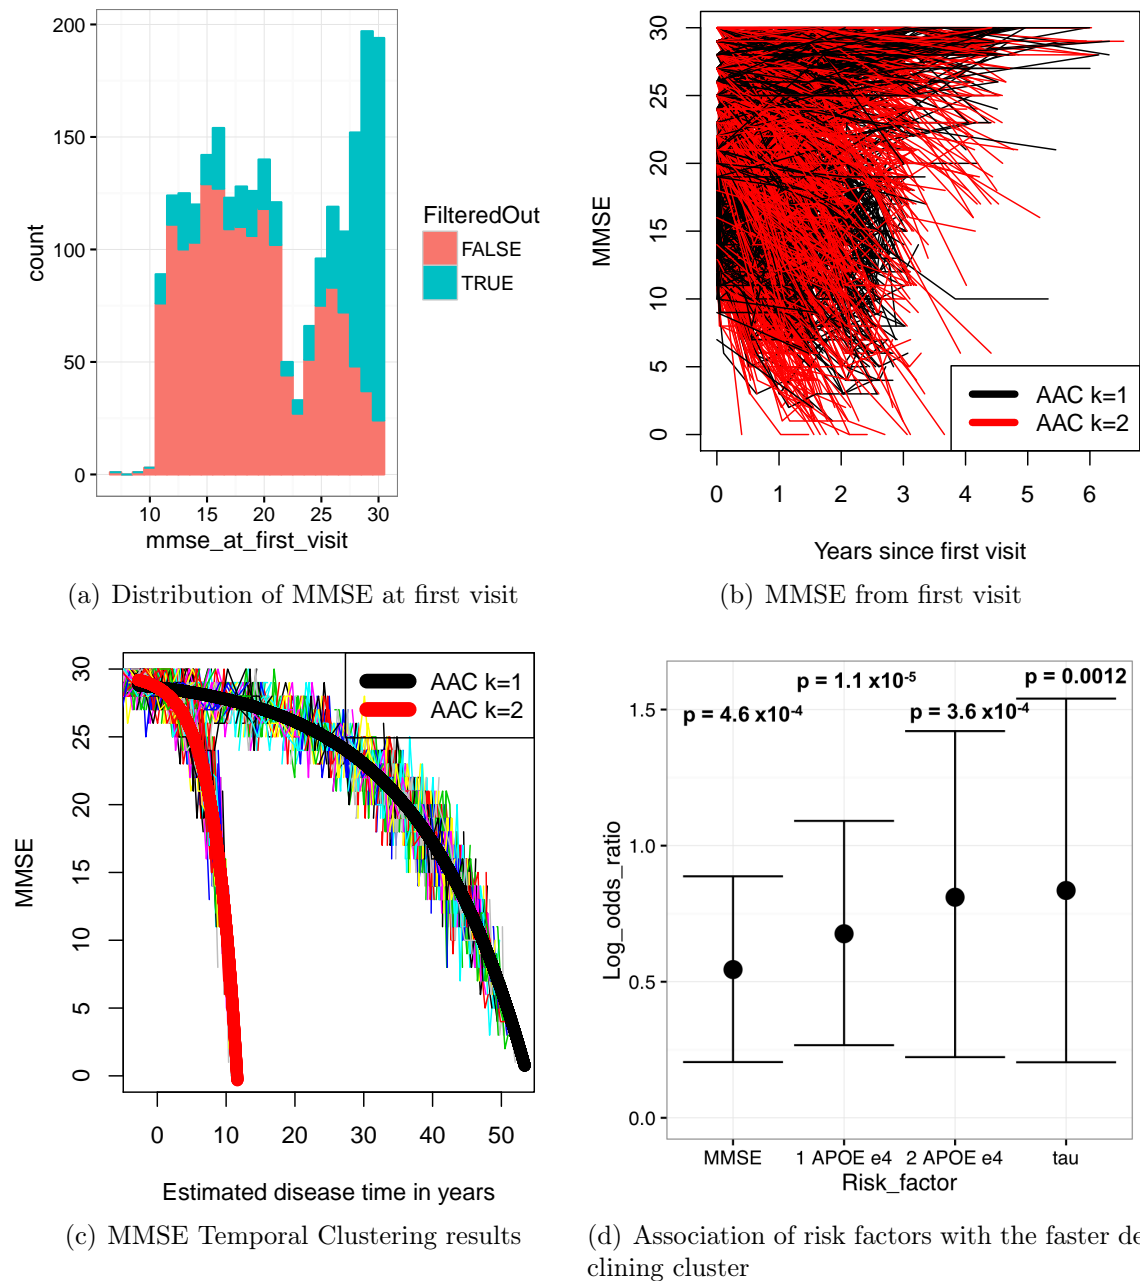 200
150
100
50
0
count
10 15 20 25 30
mmse_at_first_visit
FilteredOut
FALSE
TRUE
(a) Distribution of MMSE at first visit
30
25
20
15
10
5
0
MMSE
0 1 2 3 4 5 6
Years since first visit
AAC k=1
AAC k=2
(b) MMSE from first visit
30
25
20
15
10
5
0
MMSE
0 10 20 30 40 50
Estimated disease time in years
AAC k=1
AAC k=2
(c) MMSE Temporal Clustering results
p = 4.6 x10-4
p = 1.1 x10-5
p = 3.6 x10-4
p = 0.0012
1.5
1.0
0.5
0.0
Log_odds_ratio
MMSE 1 APOE e4 2 APOE e4 tau
Risk_factor
(d) Association of risk factors with the faster de
clining cluster